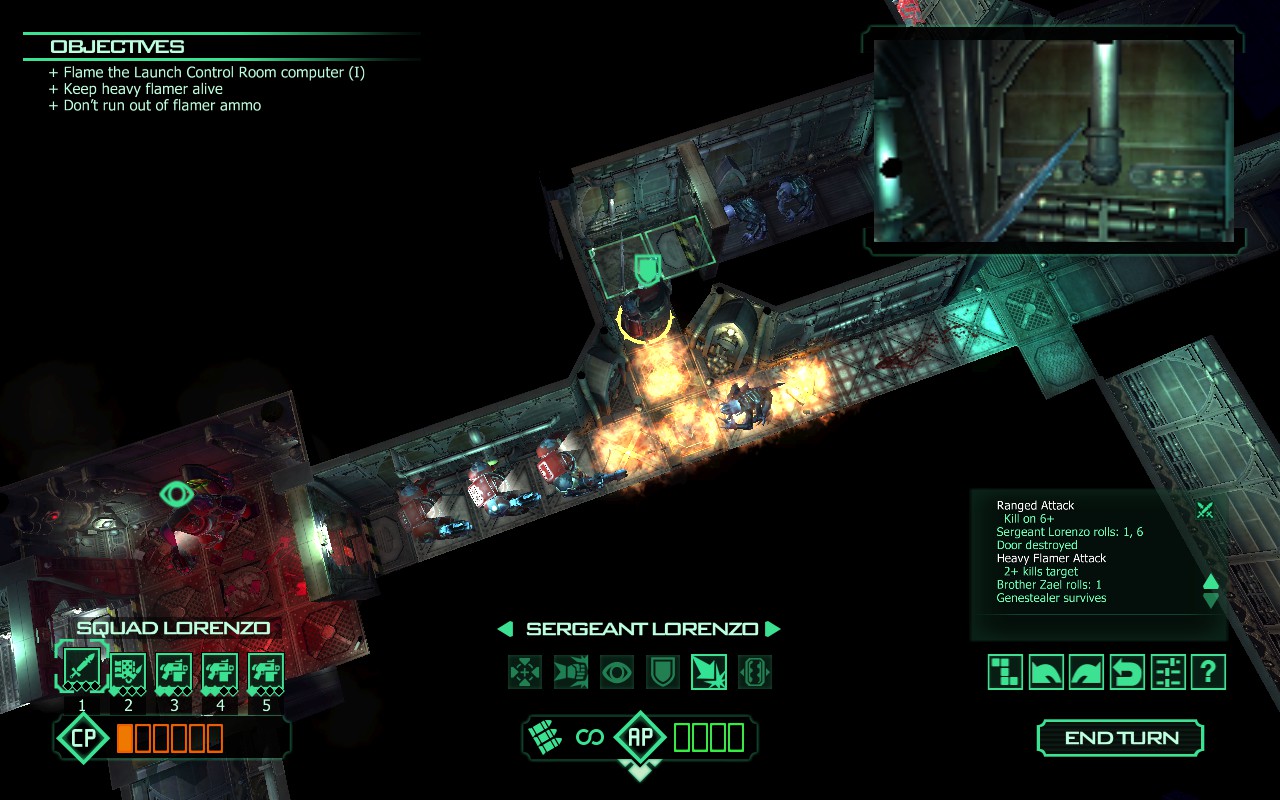 OBJECTIVES
+ Flame the Launch Control Room computer (I)
+ Keep heavy flamer alive
+ Don't run out of flamer ammo
Ranged Attack
Kill on 6+
Sergeant Lorenzo rolls: 1, 6
Door destroyed
Heavy Flamer Attack
2+ kills target
Brother Zael rolls: 1
Genestealer survives
SQUAD LORENZO
1 2 3 4 5
CP
SERGEANT LORENZO
AP
?
END TURN